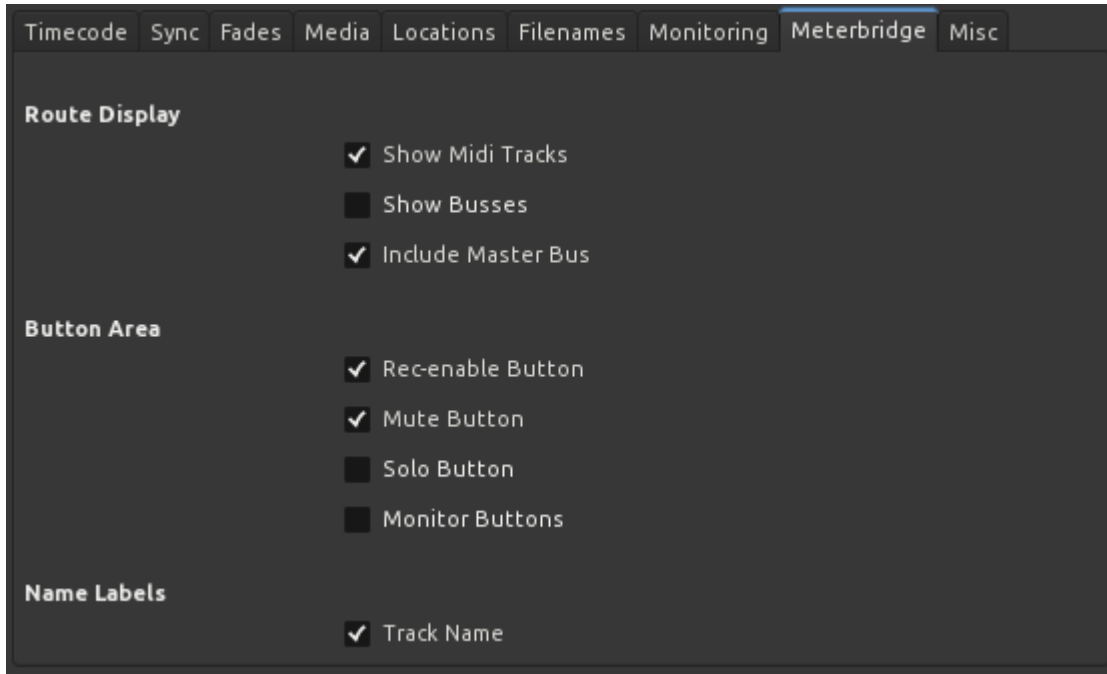 Timecode Sync Fades Media Locations Filenames Monitoring Meterbridge Misc
Route Display
Show Midi Tracks
Show Busses
Include Master Bus
Button Area
Rec-enable Button
Mute Button
Solo Button
Monitor Buttons
Name Labels
Track Name